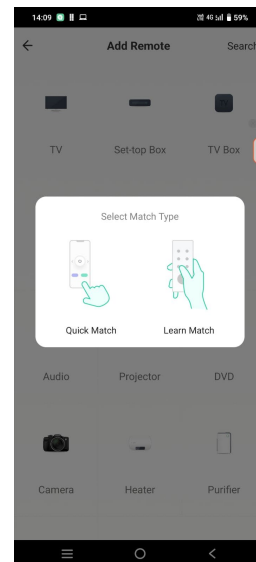 14:09 4G 59%
Add Remote Search
TV Set-top Box TV Box
Select Match Type
Quick Match Learn Match
Audio Projector DVD
Camera Heater Purifier